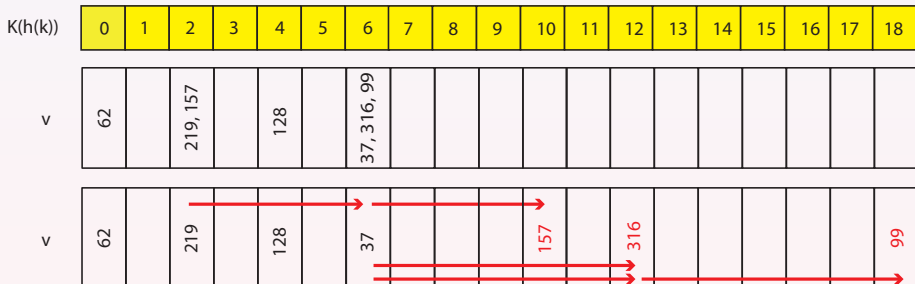 K(h(k)) 0 1 2 3 4 5 6 7 8 9 10 11 12 13 14 15 16 17 18
v 62 219, 157 128 37, 316, 99
v 62 219 128 37 157 316 99